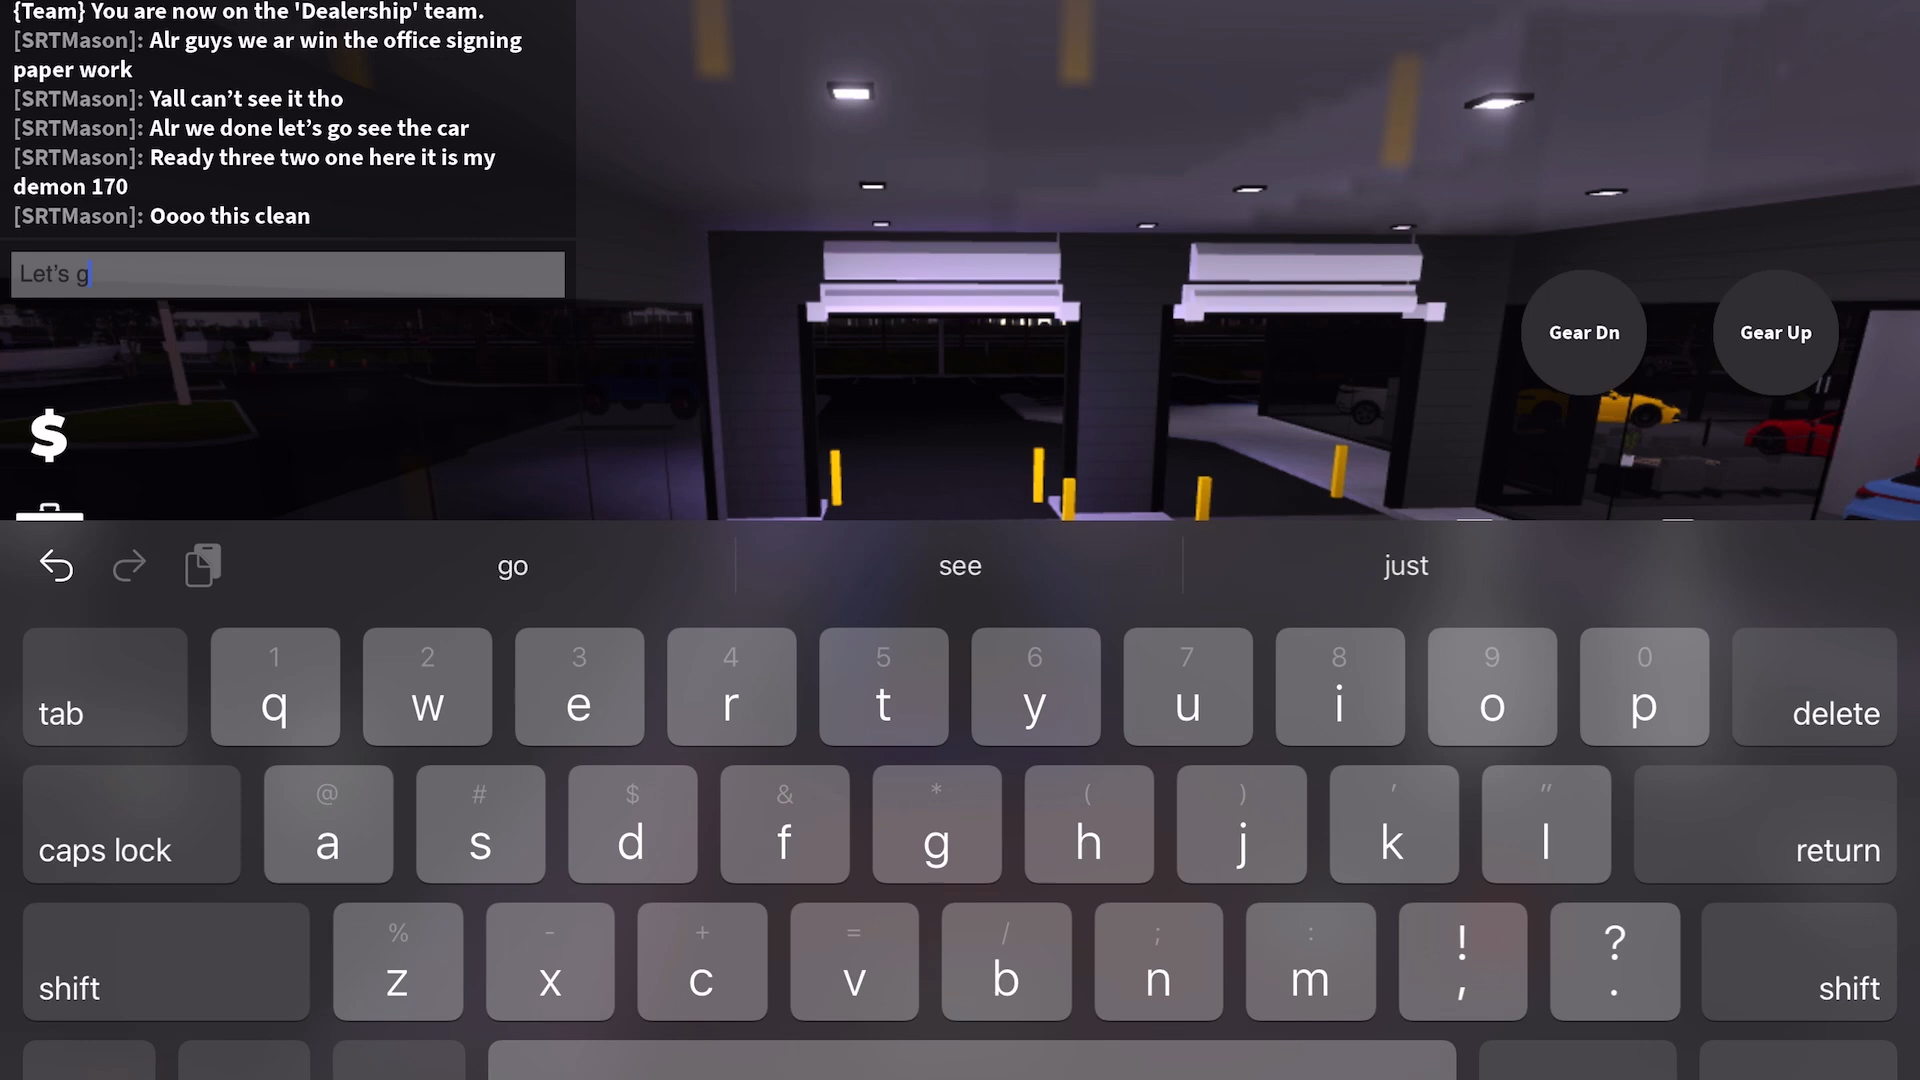 {Team} You are now on the 'Dealership' team.
[SRTMason]: Alr guys we ar win the office signing
paper work
[SRTMason]: Yall can’t see it tho
[SRTMason]: Alr we done let’s go see the car
[SRTMason]: Ready three two one here it is my
demon 170
[SRTMason]: Oooo this clean
Let’s g
Gear Dn Gear Up
$
go see just
1 2 3 4 5 6 7 8 9 0
tab q w e r t y u i o p delete
@ # $ & * ( ) ' "
caps lock a s d f g h j k l return
% - + = / ; : ! ?
shift z x c v b n m , . shift